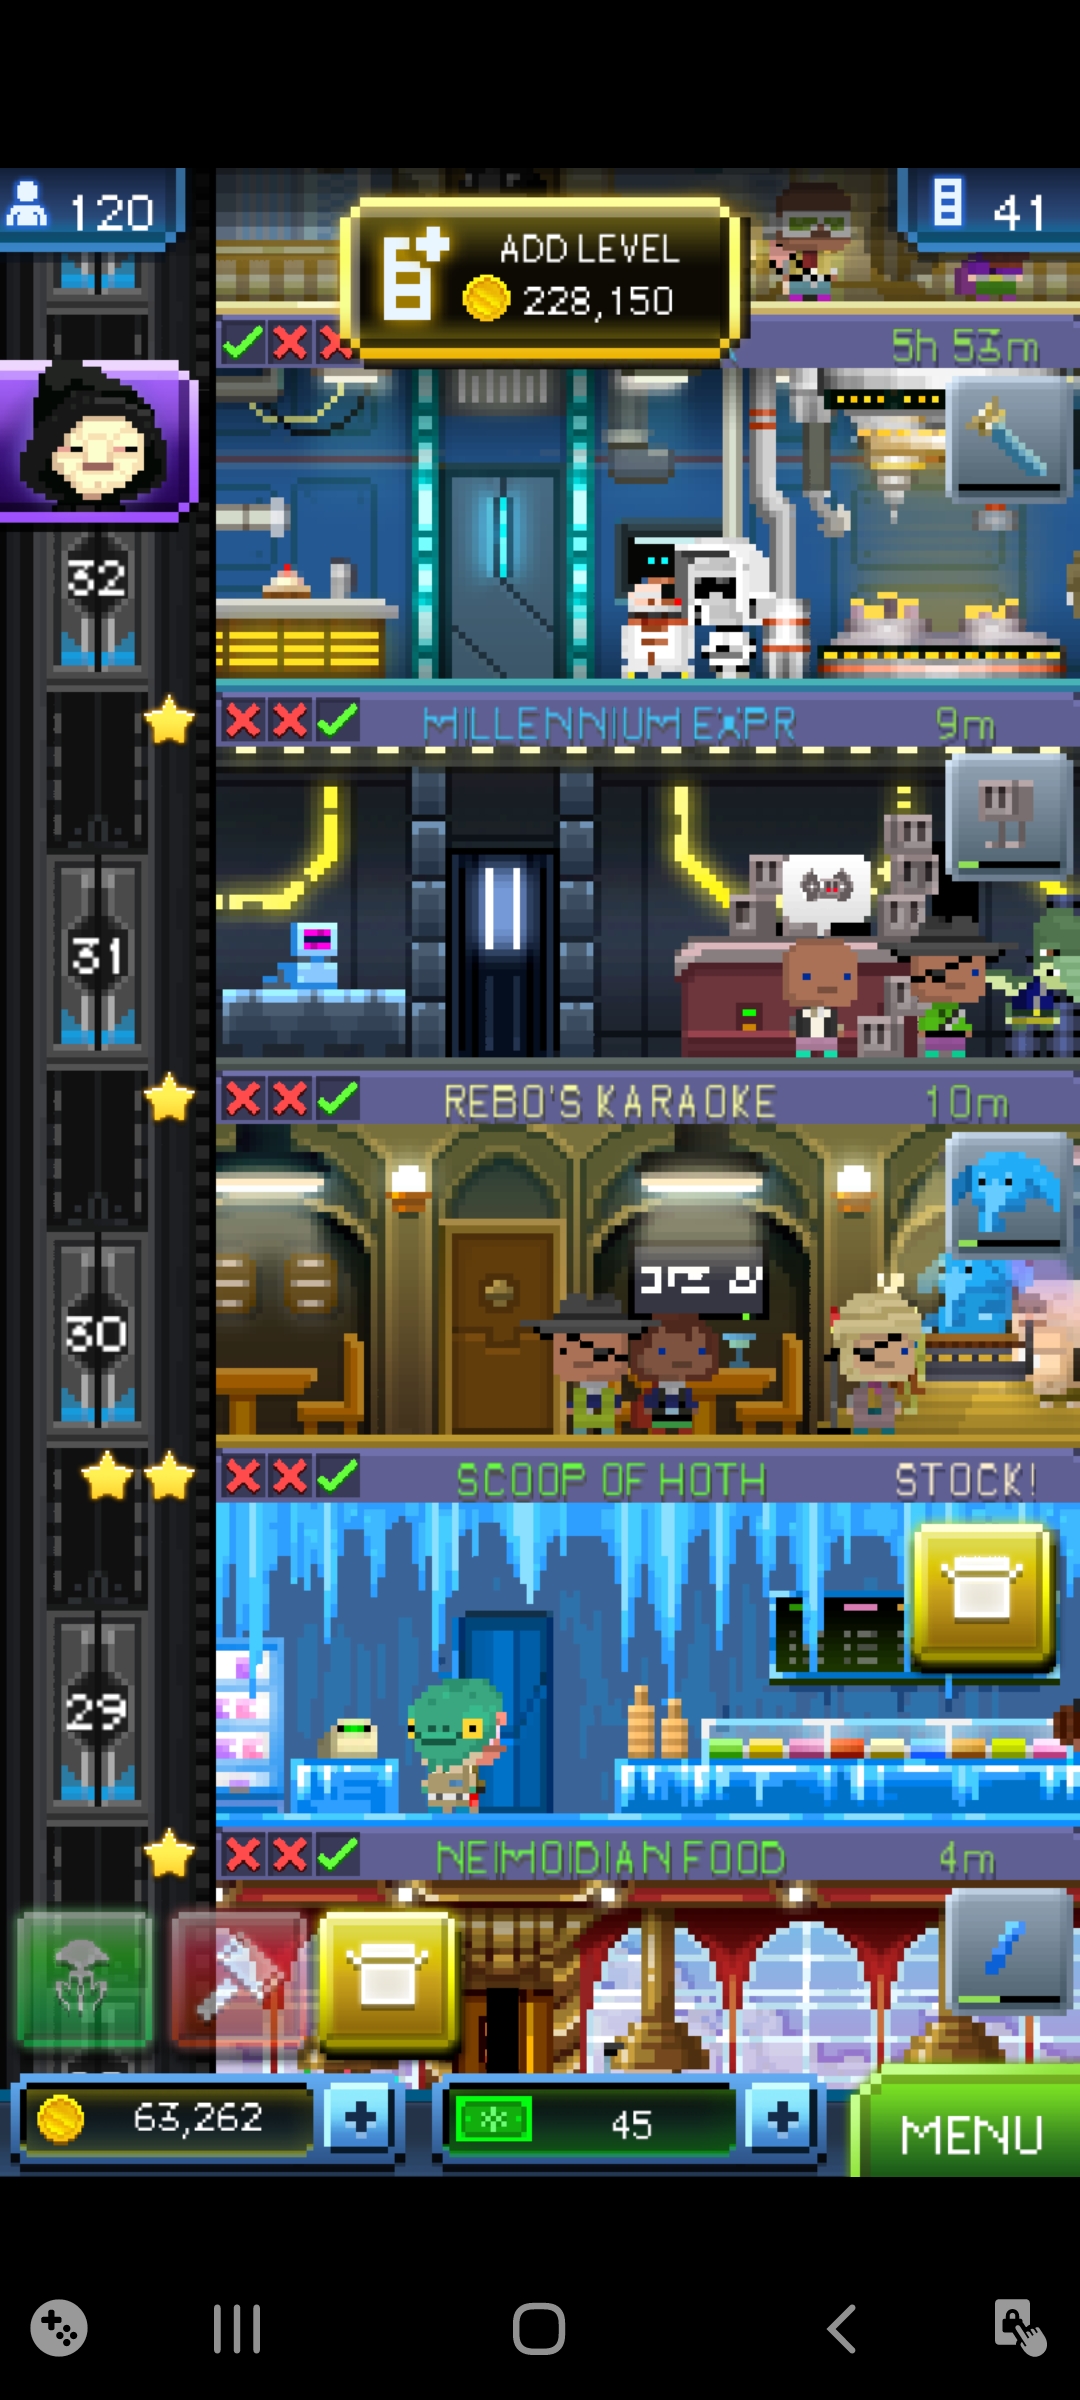 120
41
ADD LEVEL
228,150
5h 53m
32
MILLENNIUM EXPR
9m
31
REBO'S KARAOKE
10m
30
SCOOP OF HOTH
STOCK!
29
NEIMOIDIAN FOOD
4m
63,262
45
MENU